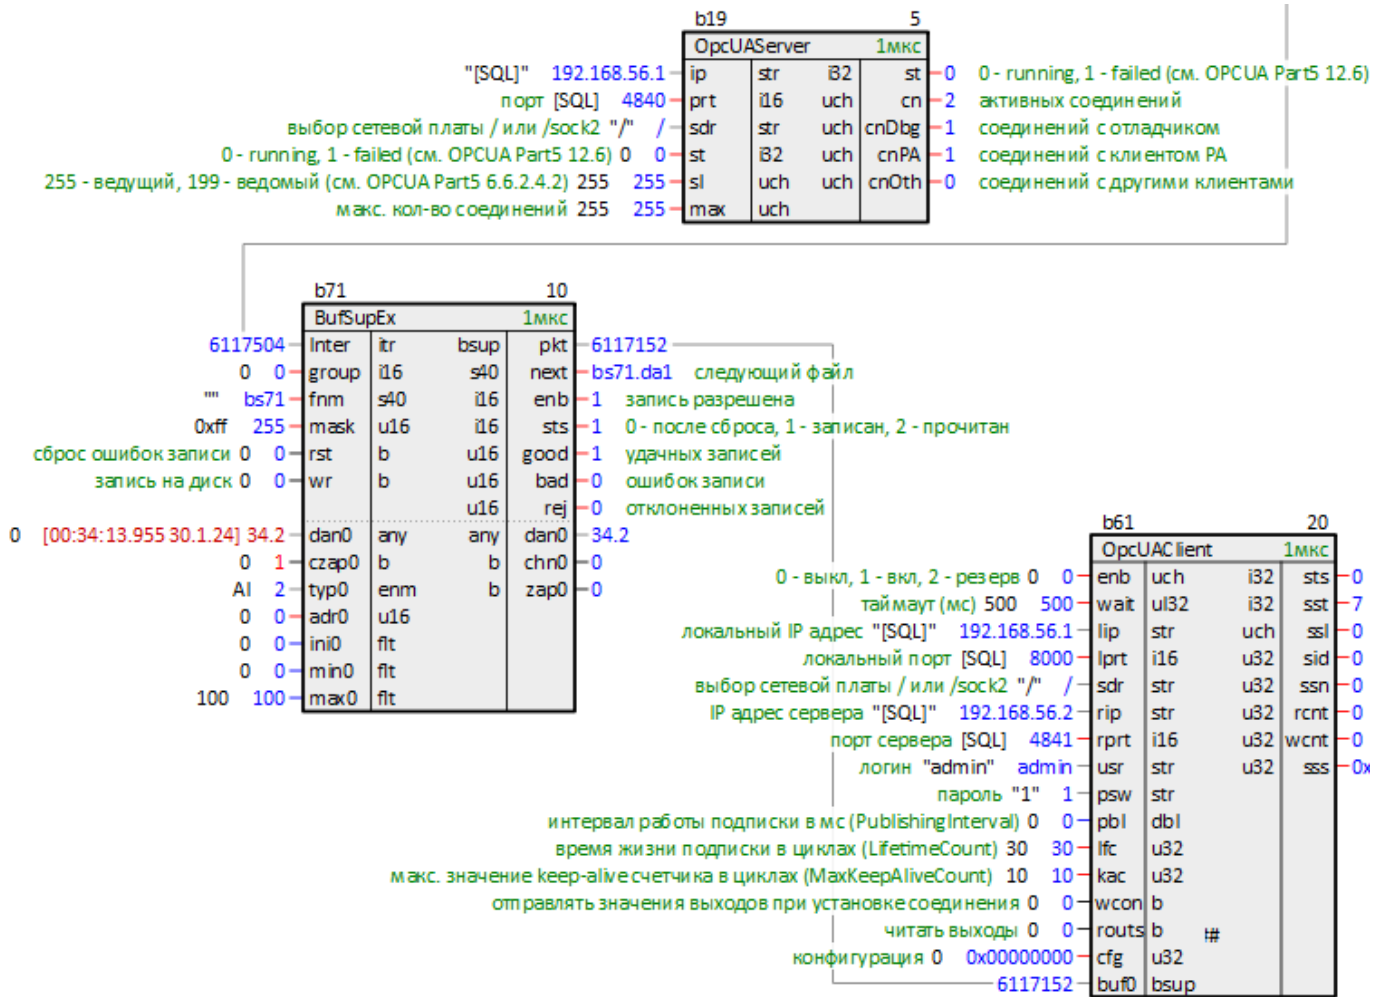 b19 5
OpcUAServer 1мкс
"[SQL]" 192.168.56.1 ip str i32 st 0 0 - running, 1 - failed (см. OPCUA Part5 12.6)
порт [SQL] 4840 prt i16 uch cn 2 активных соединений
выбор сетевой платы / или /sock2 "/" / sdr str uch cnDbg 1 соединений с отладчиком
0 - running, 1 - failed (см. OPCUA Part5 12.6) 0 0 st i32 uch cnPA 1 соединений с клиентом PA
255 - ведущий, 199 - ведомый (см. OPCUA Part5 6.6.2.4.2) 255 255 sl uch uch cnOth 0 соединений с другими клиентами
макс. кол-во соединений 255 255 max uch
b71 10
BufSupEx 1мкс
6117504 Inter itr bsup pkt 6117152
0 0 group i16 s40 next bs71.da1 следующий файл
"" bs71 fnm s40 i16 enb 1 запись разрешена
0xff 255 mask u16 i16 sts 1 0 - после сброса, 1 - записан, 2 - прочитан
сброс ошибок записи 0 0 rst b u16 good 1 удачных записей
запись на диск 0 0 wr b u16 bad 0 ошибок записи
u16 rej 0 отклоненных записей
0 [00:34:13.955 30.1.24] 34.2 dan0 any any dan0 34.2
0 1 czap0 b b chn0 0
AI 2 typ0 enm b zap0 0
0 0 adr0 u16
0 0 ini0 flt
0 0 min0 flt
100 100 max0 flt
b61 20
OpcUAClient 1мкс
0 - выкл, 1 - вкл, 2 - резерв 0 0 enb uch i32 sts 0
таймаут (мс) 500 500 wait ul32 i32 sst 7
локальный IP адрес "[SQL]" 192.168.56.1 lip str uch ssl 0
локальный порт [SQL] 8000 lprt i16 u32 sid 0
выбор сетевой платы / или /sock2 "/" / sdr str u32 ssn 0
IP адрес сервера "[SQL]" 192.168.56.2 rip str u32 rcnt 0
порт сервера [SQL] 4841 rprt i16 u32 wcnt 0
логин "admin" admin usr str u32 sss 0x
пароль "1" 1 psw str
интервал работы подписки в мс (PublishingInterval) 0 0 pbl dbl
время жизни подписки в циклах (LifetimeCount) 30 30 lfc u32
макс. значение keep-alive счетчика в циклах (MaxKeepAliveCount) 10 10 kac u32
отправлять значения выходов при установке соединения 0 0 wcon b
читать выходы 0 0 routs b
конфигурация 0 0x00000000 cfg u32
6117152 buf0 bsup